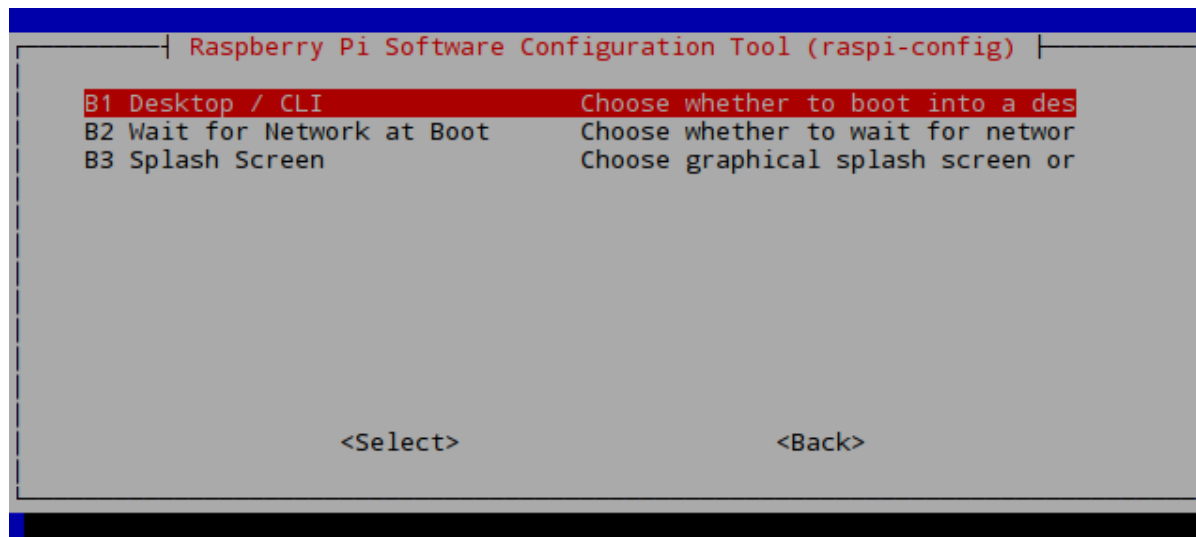 Raspberry Pi Software Configuration Tool (raspi-config)
B1 Desktop / CLI Choose whether to boot into a des
B2 Wait for Network at Boot Choose whether to wait for networ
B3 Splash Screen Choose graphical splash screen or
<Select> <Back>